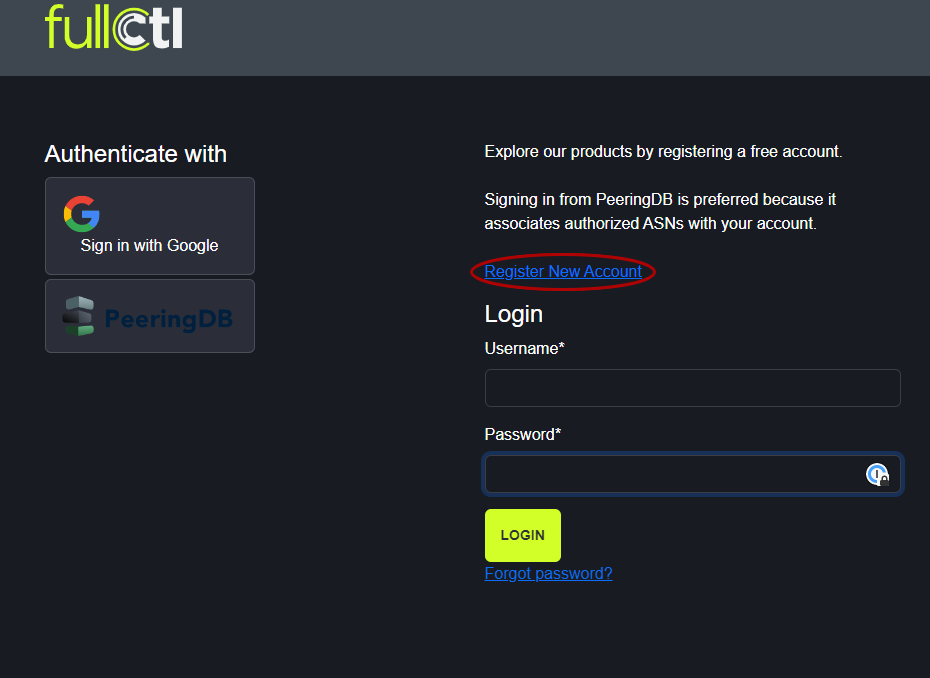 fullctl
Authenticate with
Sign in with Google
PeeringDB
Explore our products by registering a free account.
Signing in from PeeringDB is preferred because it
associates authorized ASNs with your account.
Register New Account
Login
Username*
Password*
LOGIN
Forgot password?